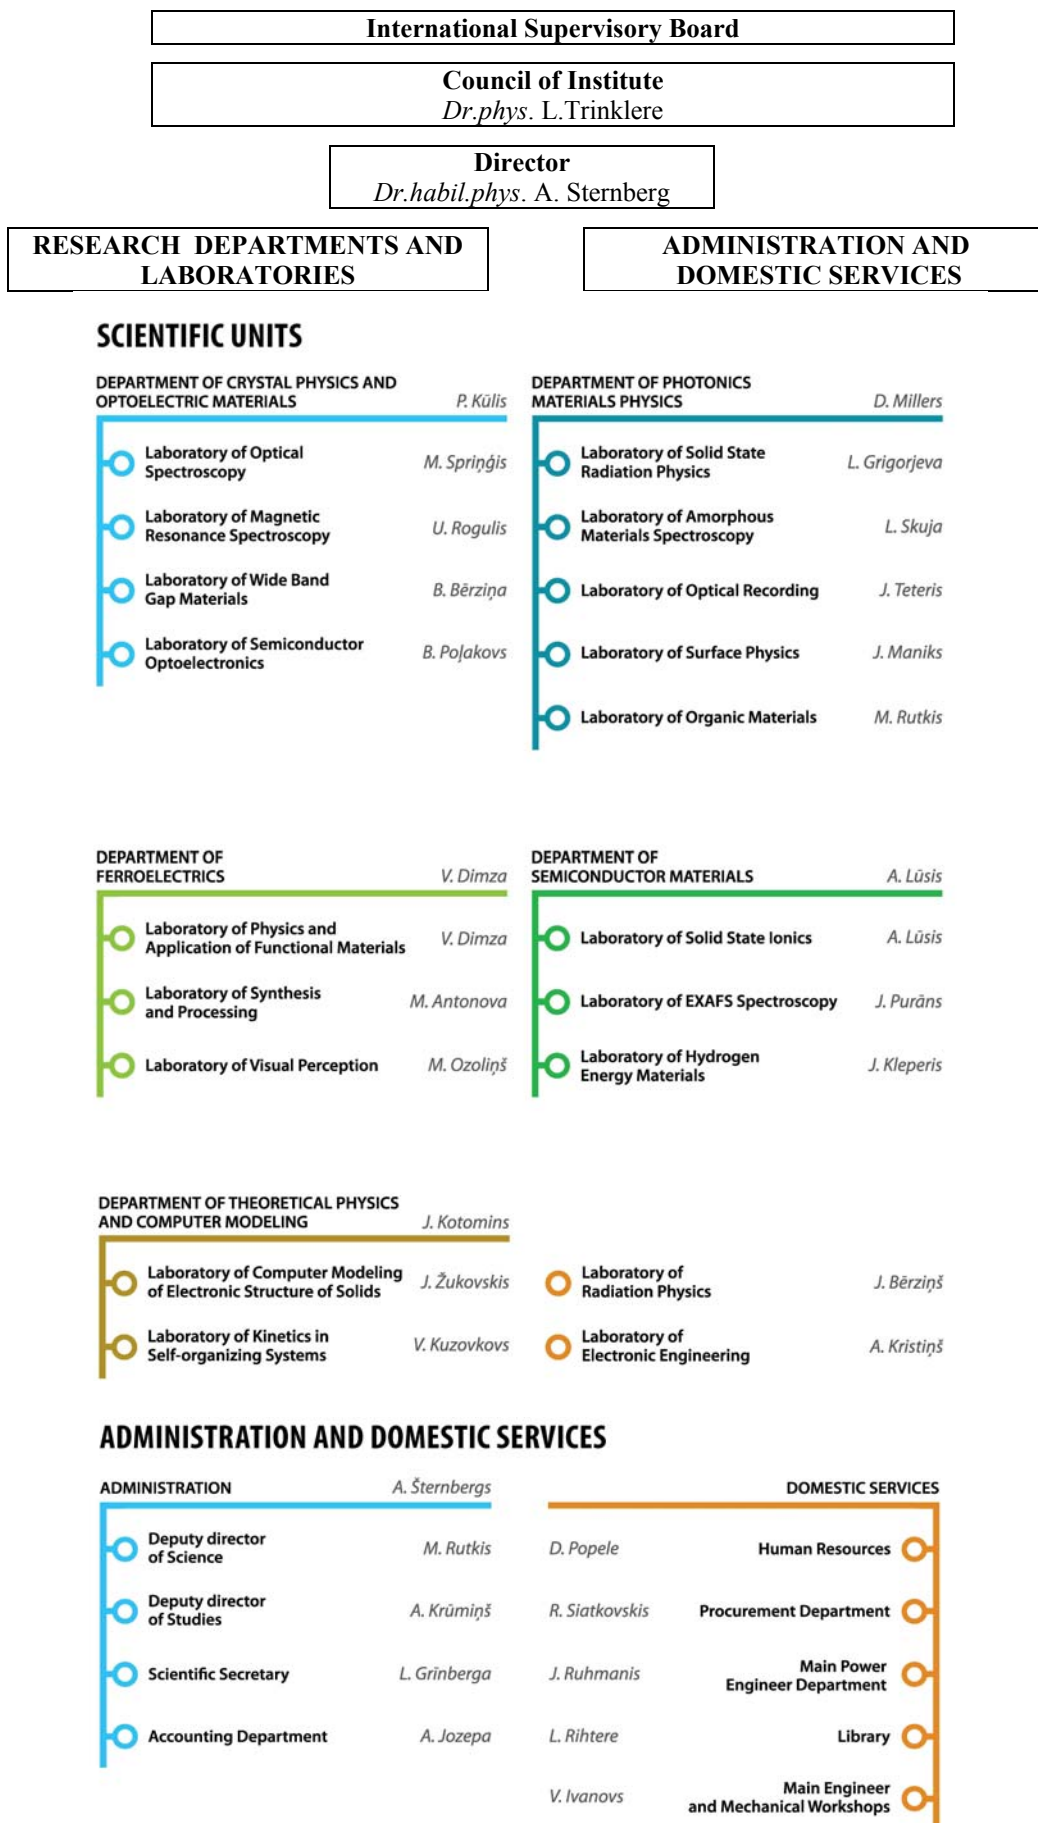 International Supervisory Board
Council of Institute
Dr.phys. L.Trinklere
Director
Dr.habil.phys. A. Sternberg
RESEARCH DEPARTMENTS AND
LABORATORIES
ADMINISTRATION AND
DOMESTIC SERVICES
SCIENTIFIC UNITS
DEPARTMENT OF CRYSTAL PHYSICS AND
OPTOELECTRIC MATERIALS P. Kūlis
Laboratory of Optical
Spectroscopy M. Spriņģis
Laboratory of Magnetic
Resonance Spectroscopy U. Rogulis
Laboratory of Wide Band
Gap Materials B. Bērziņa
Laboratory of Semiconductor
Optoelectronics B. Poļakovs
DEPARTMENT OF PHOTONICS
MATERIALS PHYSICS D. Millers
Laboratory of Solid State
Radiation Physics L. Grigorjeva
Laboratory of Amorphous
Materials Spectroscopy L. Skuja
Laboratory of Optical Recording J. Teteris
Laboratory of Surface Physics J. Maniks
Laboratory of Organic Materials M. Rutkis
DEPARTMENT OF
FERROELECTRICS V. Dimza
Laboratory of Physics and
Application of Functional Materials V. Dimza
Laboratory of Synthesis
and Processing M. Antonova
Laboratory of Visual Perception M. Ozoliņš
DEPARTMENT OF
SEMICONDUCTOR MATERIALS A. Lūsis
Laboratory of Solid State Ionics A. Lūsis
Laboratory of EXAFS Spectroscopy J. Purāns
Laboratory of Hydrogen
Energy Materials J. Kleperis
DEPARTMENT OF THEORETICAL PHYSICS
AND COMPUTER MODELING J. Kotomins
Laboratory of Computer Modeling
of Electronic Structure of Solids J. Žukovskis
Laboratory of Kinetics in
Self-organizing Systems V. Kuzovkovs
Laboratory of
Radiation Physics J. Bērziņš
Laboratory of
Electronic Engineering A. Kristiņš
ADMINISTRATION AND DOMESTIC SERVICES
ADMINISTRATION A. Šternbergs
Deputy director
of Science M. Rutkis
Deputy director
of Studies A. Krūmiņš
Scientific Secretary L. Grīnberga
Accounting Department A. Jozepa
DOMESTIC SERVICES
D. Popele Human Resources
R. Siatkovskis Procurement Department
J. Ruhmanis Main Power
Engineer Department
L. Rihtere Library
V. Ivanovs Main Engineer
and Mechanical Workshops